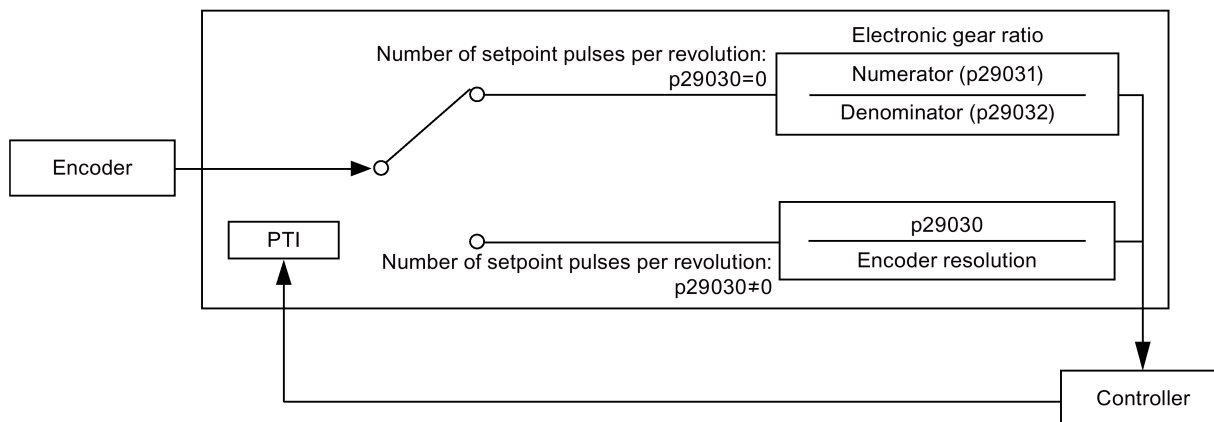 Electronic gear ratio
Number of setpoint pulses per revolution:
p29030=0
Numerator (p29031)
Denominator (p29032)
Encoder
PTI
p29030
Encoder resolution
Number of setpoint pulses per revolution:
p29030≠0
Controller